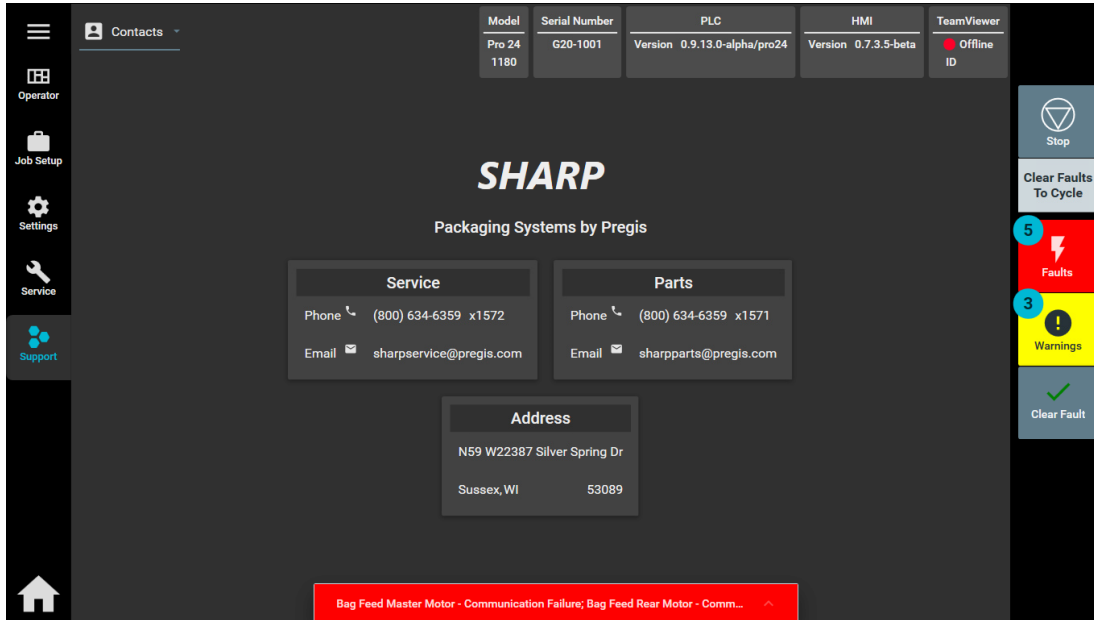 Contacts
Model
Pro 24
1180
Serial Number
G20-1001
PLC
Version 0.9.13.0-alpha/pro24
HMI
Version 0.7.3.5-beta
TeamViewer
Offline
ID
Operator
Job Setup
Settings
Service
Support
SHARP
Packaging Systems by Pregis
Service
Phone (800) 634-6359 x1572
Email sharpservice@pregis.com
Parts
Phone (800) 634-6359 x1571
Email sharpparts@pregis.com
Address
N59 W22387 Silver Spring Dr
Sussex, WI 53089
Stop
Clear Faults
To Cycle
5
Faults
3
Warnings
Clear Fault
Bag Feed Master Motor - Communication Failure; Bag Feed Rear Motor - Comm...